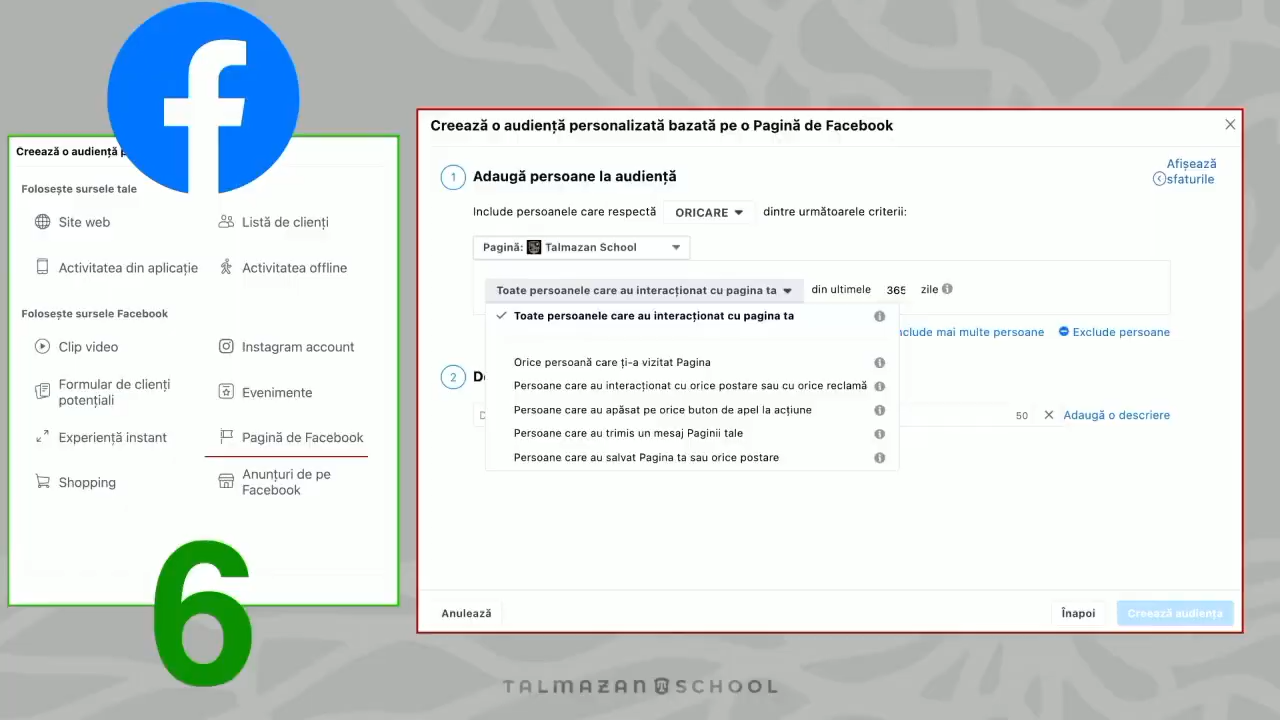 Creează o audiență p
Folosește sursele tale
Site web
Listă de clienți
Activitatea din aplicație
Activitatea offline
Folosește sursele Facebook
Clip video
Instagram account
Formular de clienți
potențiali
Evenimente
Experiență instant
Pagină de Facebook
Shopping
Anunțuri de pe
Facebook
6
Creează o audiență personalizată bazată pe o Pagină de Facebook
1 Adaugă persoane la audiență
Afișează
sfaturile
Include persoanele care respectă ORICARE dintre următoarele criterii:
Pagină: Talmazan School
Toate persoanele care au interacționat cu pagina ta din ultimele 365 zile
Toate persoanele care au interacționat cu pagina ta
nclude mai multe persoane Exclude persoane
Orice persoană care ți-a vizitat Pagina
2 D
Persoane care au interacționat cu orice postare sau cu orice reclamă
Persoane care au apăsat pe orice buton de apel la acțiune
50 Adaugă o descriere
Persoane care au trimis un mesaj Paginii tale
Persoane care au salvat Pagina ta sau orice postare
Anulează
Înapoi
Creează audiența
TALMAZAN SCHOOL